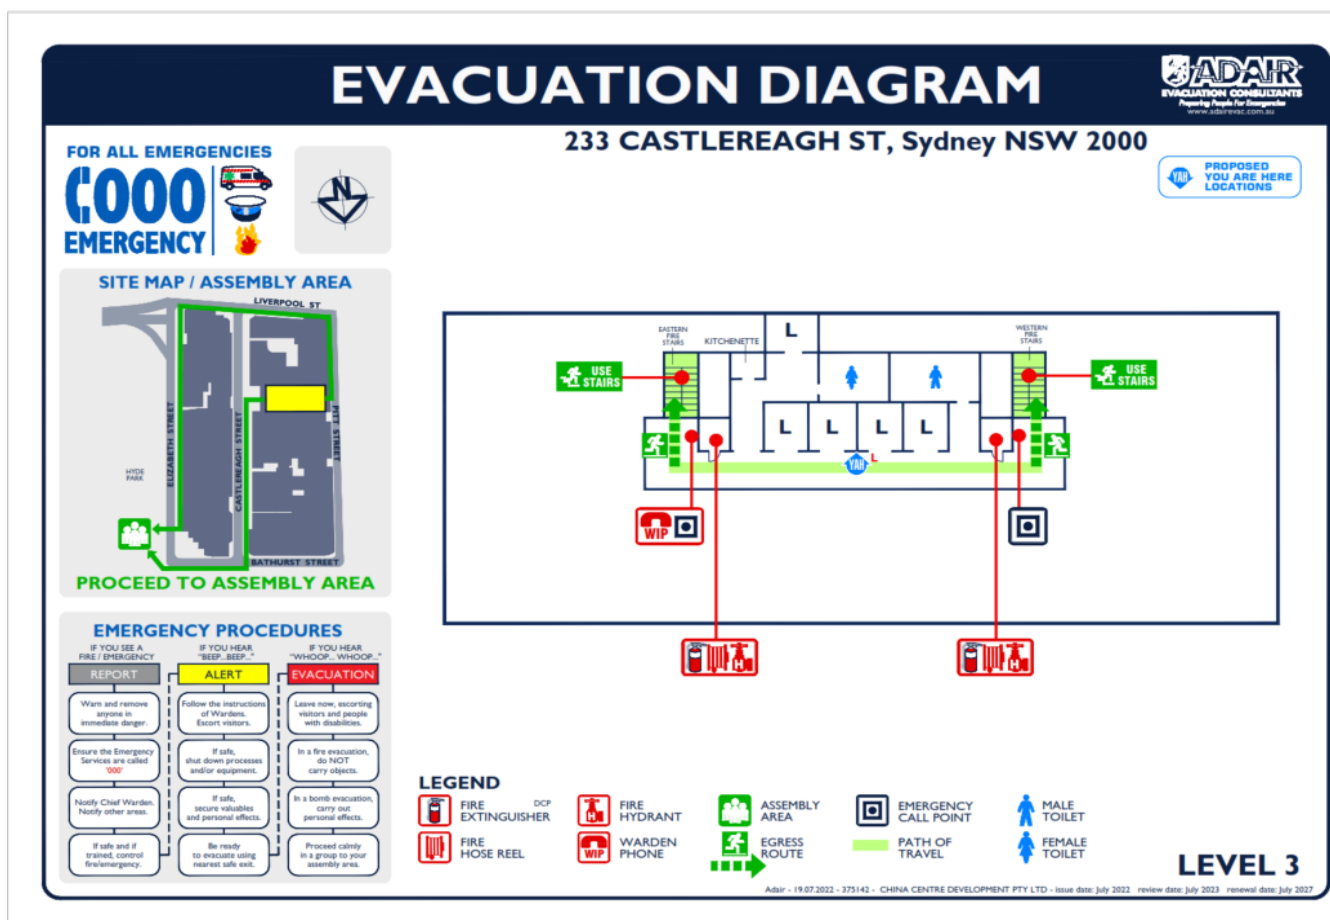 EVACUATION DIAGRAM
ADAIR
EVACUATION CONSULTANTS
Preparing People For Emergencies
www.adairevac.com.au
233 CASTLEREAGH ST, Sydney NSW 2000
YAH
PROPOSED
YOU ARE HERE
LOCATIONS
FOR ALL EMERGENCIES
000
EMERGENCY
N
SITE MAP / ASSEMBLY AREA
LIVERPOOL ST
ELIZABETH STREET
CASTLEREAGH STREET
PITT STREET
HYDE
PARK
BATHURST STREET
PROCEED TO ASSEMBLY AREA
EASTERN
FIRE
STAIRS
KITCHENETTE
L
WESTERN
FIRE
STAIRS
USE
STAIRS
USE
STAIRS
L
L
L
L
YAH
L
WIP
H
H
EMERGENCY PROCEDURES
IF YOU SEE A
FIRE / EMERGENCY
REPORT
Warn and remove
anyone in
immediate danger.
Ensure the Emergency
Services are called
'000'
Notify Chief Warden.
Notify other areas.
If safe and if
trained, control
fire/emergency.
IF YOU HEAR
"BEEP...BEEP..."
ALERT
Follow the instructions
of Wardens.
Escort visitors.
If safe,
shut down processes
and/or equipment.
If safe,
secure valuables
and personal effects.
Be ready
to evacuate using
nearest safe exit.
IF YOU HEAR
"WHOOP... WHOOP..."
EVACUATION
Leave now, escorting
visitors and people
with disabilities.
In a fire evacuation,
do NOT
carry objects.
In a bomb evacuation,
carry out
personal effects.
Proceed calmly
in a group to your
assembly area.
LEGEND
FIRE DCP
EXTINGUISHER
FIRE
HOSE REEL
H
FIRE
HYDRANT
WIP
WARDEN
PHONE
ASSEMBLY
AREA
EGRESS
ROUTE
EMERGENCY
CALL POINT
PATH OF
TRAVEL
MALE
TOILET
FEMALE
TOILET
LEVEL 3
Adair - 19.07.2022 - 375142 - CHINA CENTRE DEVELOPMENT PTY LTD - issue date: July 2022 review date: July 2023 renewal date: July 2027